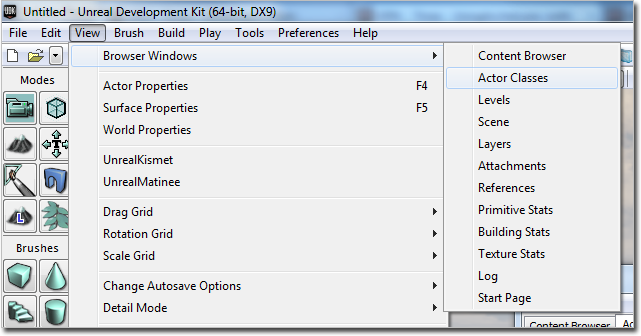 Untitled - Unreal Development Kit (64-bit, DX9)
File Edit View Brush Build Play Tools Preferences Help
Modes
Brushes
Browser Windows
Actor Properties F4
Surface Properties F5
World Properties
UnrealKismet
UnrealMatinee
Drag Grid
Rotation Grid
Scale Grid
Change Autosave Options
Detail Mode
Content Browser
Actor Classes
Levels
Scene
Layers
Attachments
References
Primitive Stats
Building Stats
Texture Stats
Log
Start Page
Content Browser